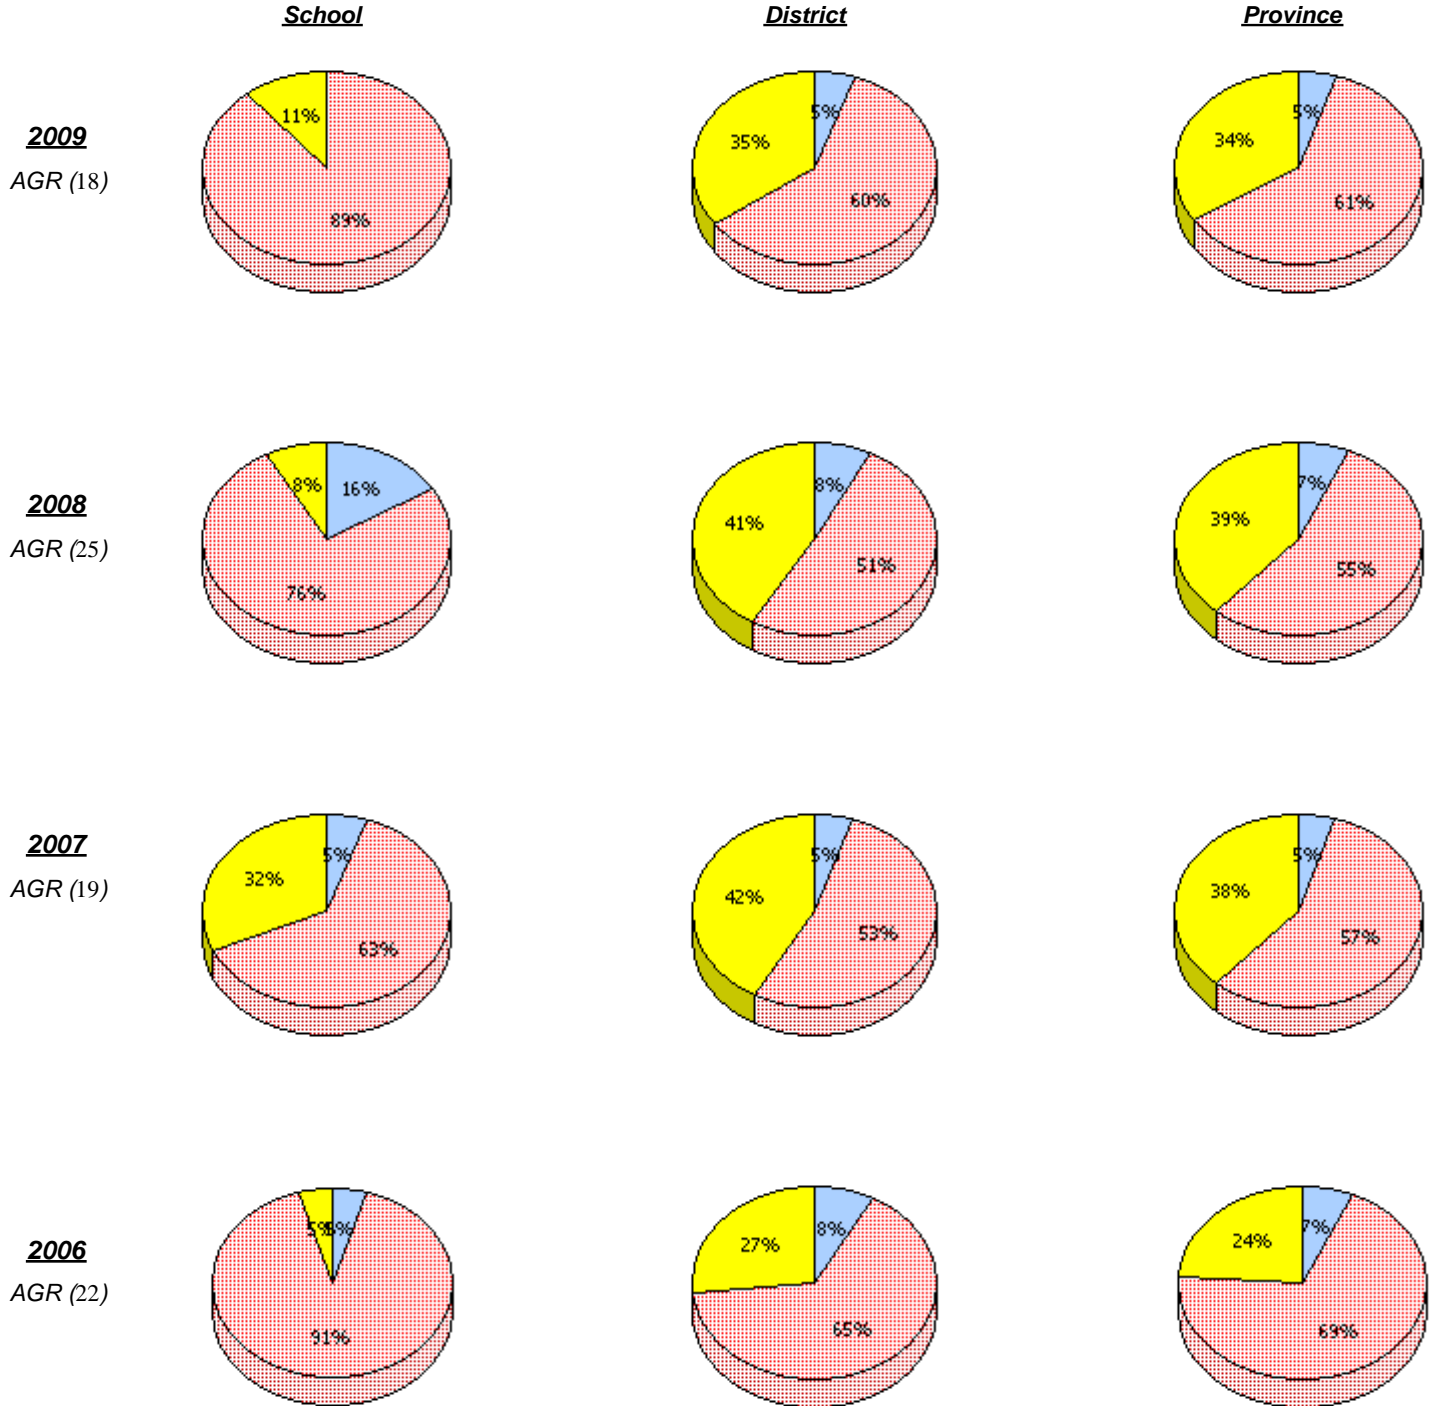 School District Province
11% 89%
35% 5% 60%
34% 5% 61%
2009
AGR (18)
8% 16% 76%
41% 8% 51%
39% 7% 55%
2008
AGR (25)
32% 5% 63%
42% 5% 53%
38% 5% 57%
2007
AGR (19)
5% 5% 91%
27% 8% 65%
24% 7% 69%
2006
AGR (22)